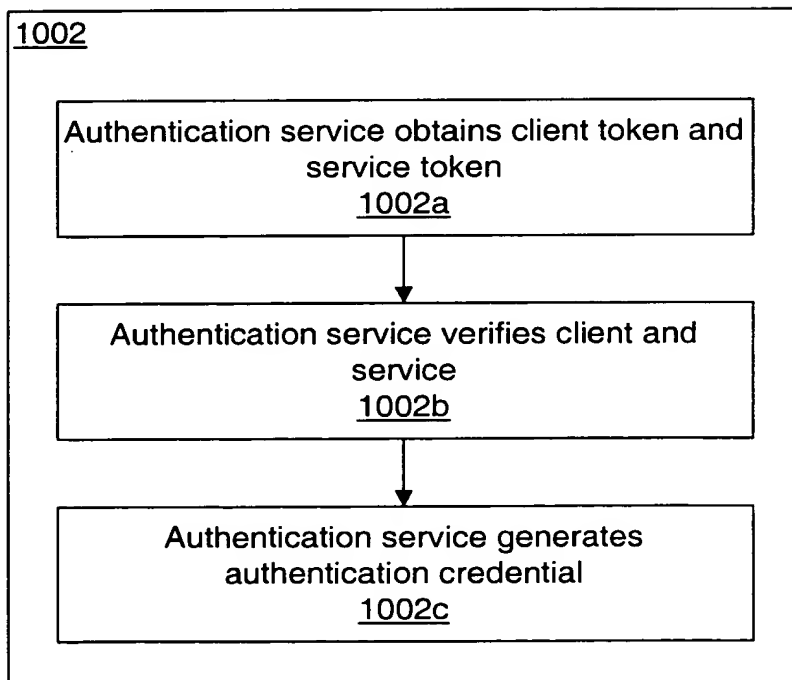 1002
Authentication service obtains client token and
service token
1002a
Authentication service verifies client and
service
1002b
Authentication service generates
authentication credential
1002c